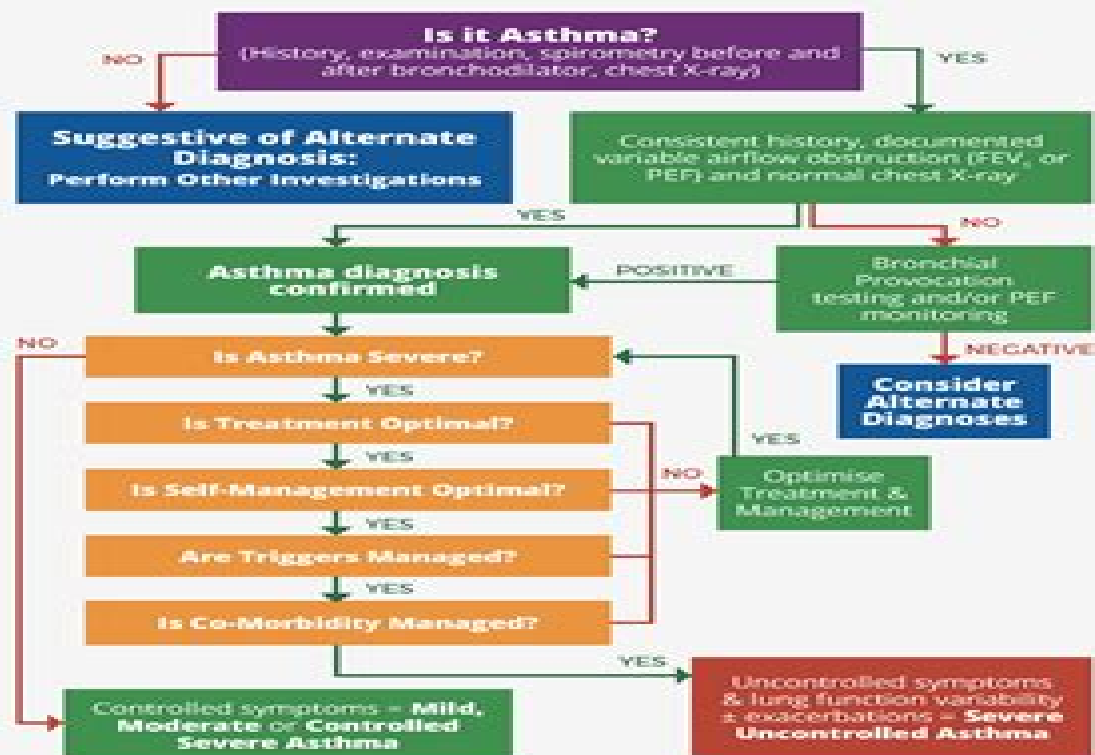 Is it Asthma?
(History, examination, spirometry before and
after bronchodilator, chest X-ray)
NO
YES
Suggestive of Alternate
Diagnosis:
Perform Other Investigations
Consistent history, documented
variable airflow obstruction (FEV₁ or
PEF) and normal chest X-ray
YES
NO
Asthma diagnosis
confirmed
POSITIVE
Bronchial
Provocation
testing and/or PEF
monitoring
NO
Is Asthma Severe?
NEGATIVE
Consider
Alternate
Diagnoses
YES
Is Treatment Optimal?
YES
YES
Is Self-Management Optimal?
NO
Optimise
Treatment &
Management
YES
Are Triggers Managed?
YES
Is Co-Morbidity Managed?
YES
Controlled symptoms = Mild,
Moderate or Controlled
Severe Asthma
Uncontrolled symptoms
& lung function variability
± exacerbations = Severe
Uncontrolled Asthma